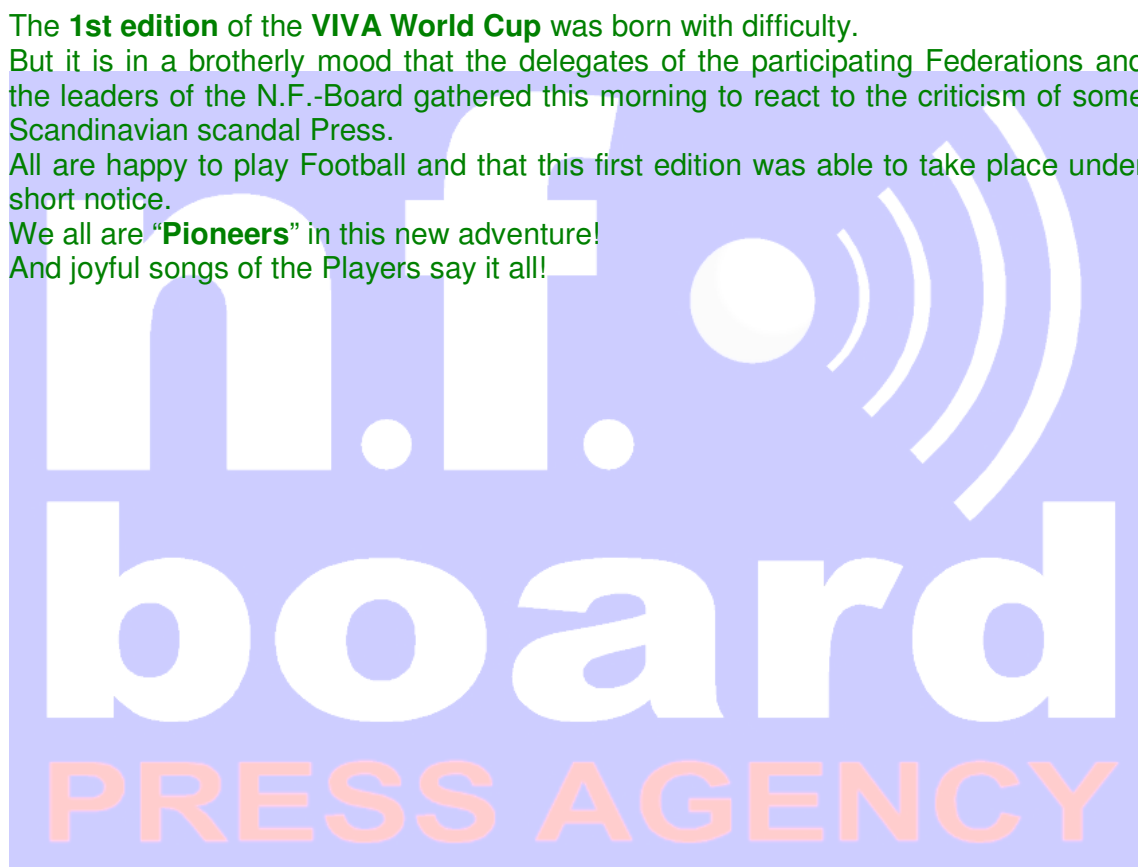 The 1st edition of the VIVA World Cup was born with difficulty.
But it is in a brotherly mood that the delegates of the participating Federations and
the leaders of the N.F.-Board gathered this morning to react to the criticism of some
Scandinavian scandal Press.
All are happy to play Football and that this first edition was able to take place under
short notice.
We all are “Pioneers” in this new adventure!
And joyful songs of the Players say it all!
n.f.
board
PRESS AGENCY